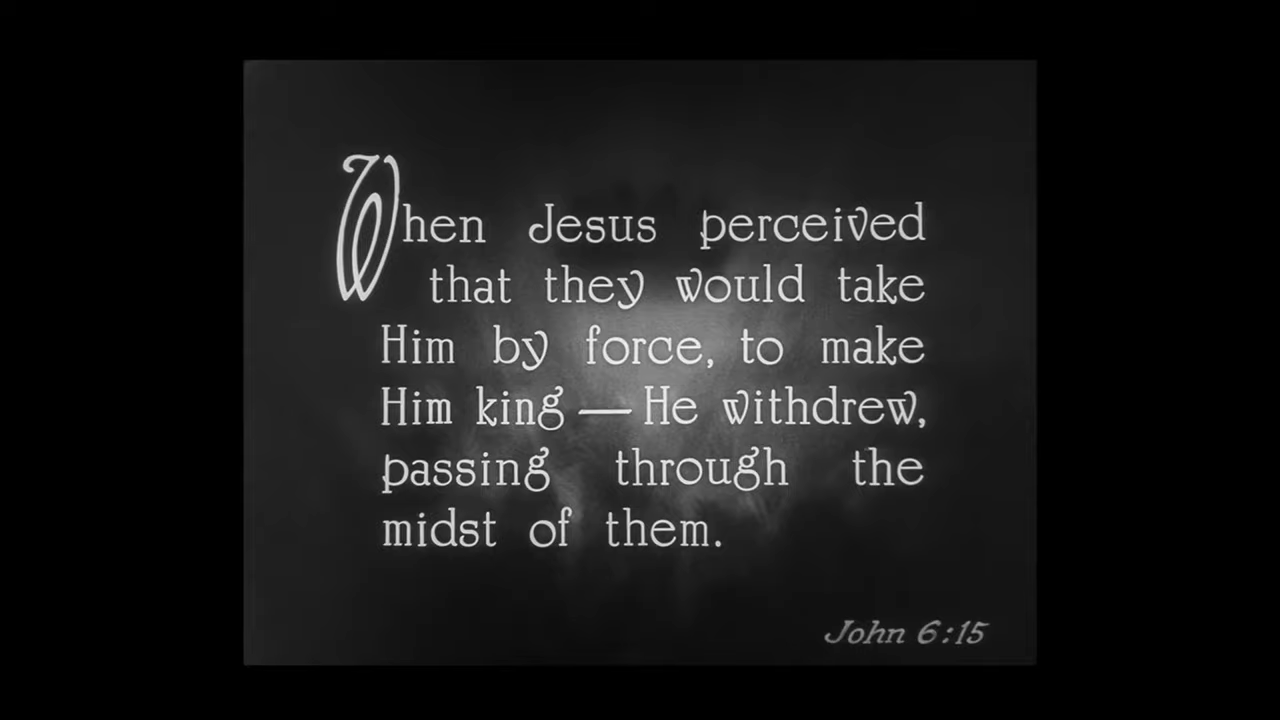 When Jesus perceived
that they would take
Him by force, to make
Him king — He withdrew,
passing through the
midst of them.
John 6:15